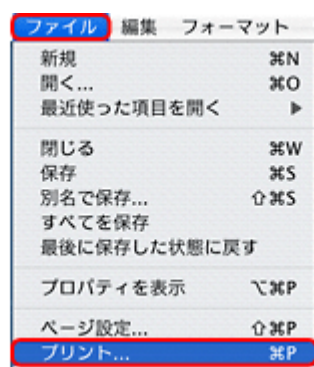 ファイル 編集 フォーマット
新規 ⌘N
開く... ⌘O
最近使った項目を開く ▶
閉じる ⌘W
保存 ⌘S
別名で保存... ⇧⌘S
すべてを保存
最後に保存した状態に戻す
プロパティを表示 ⌥⌘P
ページ設定... ⇧⌘P
プリント... ⌘P